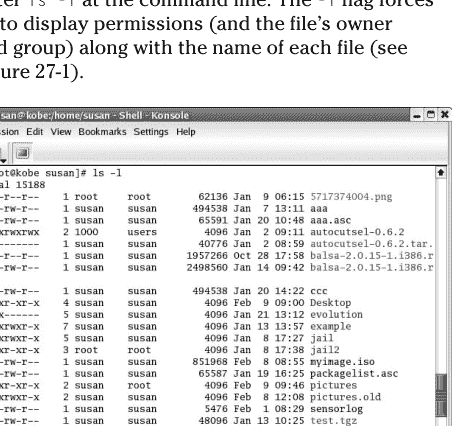 ter ls -l at the command line. The -l flag forces
to display permissions (and the file's owner
d group) along with the name of each file (see
ure 27-1).
san@kobe:/home/susan - Shell - Konsole
sion Edit View Bookmarks Settings Help
ot@kobe susan]# ls -l
al 15188
-r--r-- 1 root root 62136 Jan 9 06:15 5717374004.png
-rw-r-- 1 susan susan 494538 Jan 7 13:11 aaa
-rw-r-- 1 susan susan 65591 Jan 20 10:48 aaa.asc
xrwxrwx 2 1000 users 4096 Jan 2 09:11 autocutsel-0.6.2
------- 1 susan susan 40776 Jan 2 08:59 autocutsel-0.6.2.tar.
-r--r-- 1 susan susan 1957266 Oct 28 17:58 balsa-2.0.15-1.i386.r
-rw-r-- 1 susan susan 2498560 Jan 14 09:42 balsa-2.0.15-1.i386.r
-rw-r-- 1 susan susan 494538 Jan 20 14:22 ccc
xr-xr-x 4 susan susan 4096 Feb 9 09:00 Desktop
x------ 5 susan susan 4096 Jan 21 13:12 evolution
xrwxr-x 7 susan susan 4096 Jan 13 13:57 example
xrwxr-x 5 susan susan 4096 Jan 8 17:27 jail
xr-xr-x 3 root root 4096 Jan 8 17:38 jail2
-rw-r-- 1 susan susan 851968 Feb 8 08:55 myimage.iso
-rw-r-- 1 susan susan 65587 Jan 19 16:25 packagelist.asc
xr-xr-x 2 susan root 4096 Feb 9 09:46 pictures
xrwxr-x 2 susan susan 4096 Feb 8 12:08 pictures.old
-rw-r-- 1 susan susan 5476 Feb 1 08:29 sensorlog
-rw-r-- 1 susan susan 48096 Jan 13 10:25 test.tgz